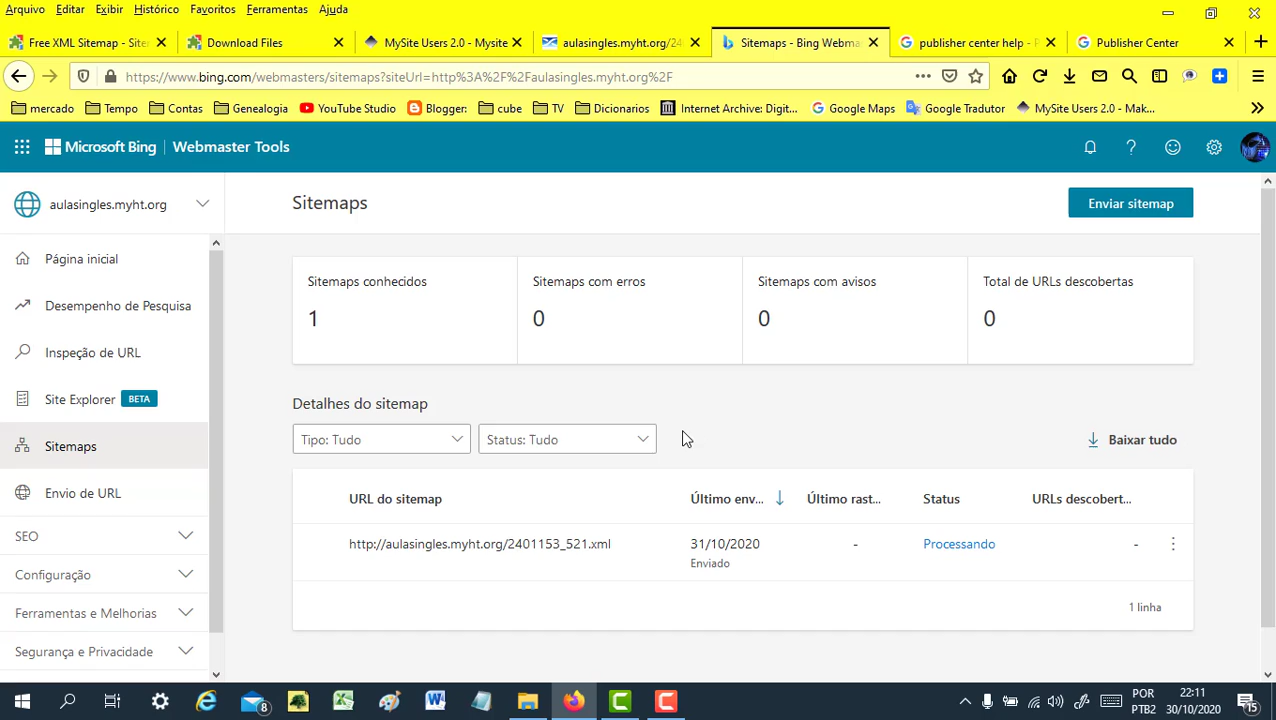 Arquivo Editar Exibir Histórico Favoritos Ferramentas Ajuda
Free XML Sitemap - Site
Download Files
MySite Users 2.0 - Mysite
aulasingles.myht.org/24
Sitemaps - Bing Webma
publisher center help - P
Publisher Center
https://www.bing.com/webmasters/sitemaps?siteUrl=http%3A%2F%2Faulasingles.myht.org%2F
mercado Tempo Contas Genealogia YouTube Studio Blogger: cube TV Dicionarios Internet Archive: Digit... Google Maps Google Tradutor MySite Users 2.0 - Mak...
Microsoft Bing Webmaster Tools
aulasingles.myht.org
Sitemaps
Enviar sitemap
Página inicial
Desempenho de Pesquisa
Inspeção de URL
Site Explorer BETA
Sitemaps
Envio de URL
SEO
Configuração
Ferramentas e Melhorias
Segurança e Privacidade
Sitemaps conhecidos
1
Sitemaps com erros
0
Sitemaps com avisos
0
Total de URLs descobertas
0
Detalhes do sitemap
Tipo: Tudo
Status: Tudo
Baixar tudo
URL do sitemap Último env... Último rast... Status URLs descobert...
http://aulasingles.myht.org/2401153_521.xml 31/10/2020 - Processando -
Enviado
1 linha
8
POR
PTB2
22:11
30/10/2020
15